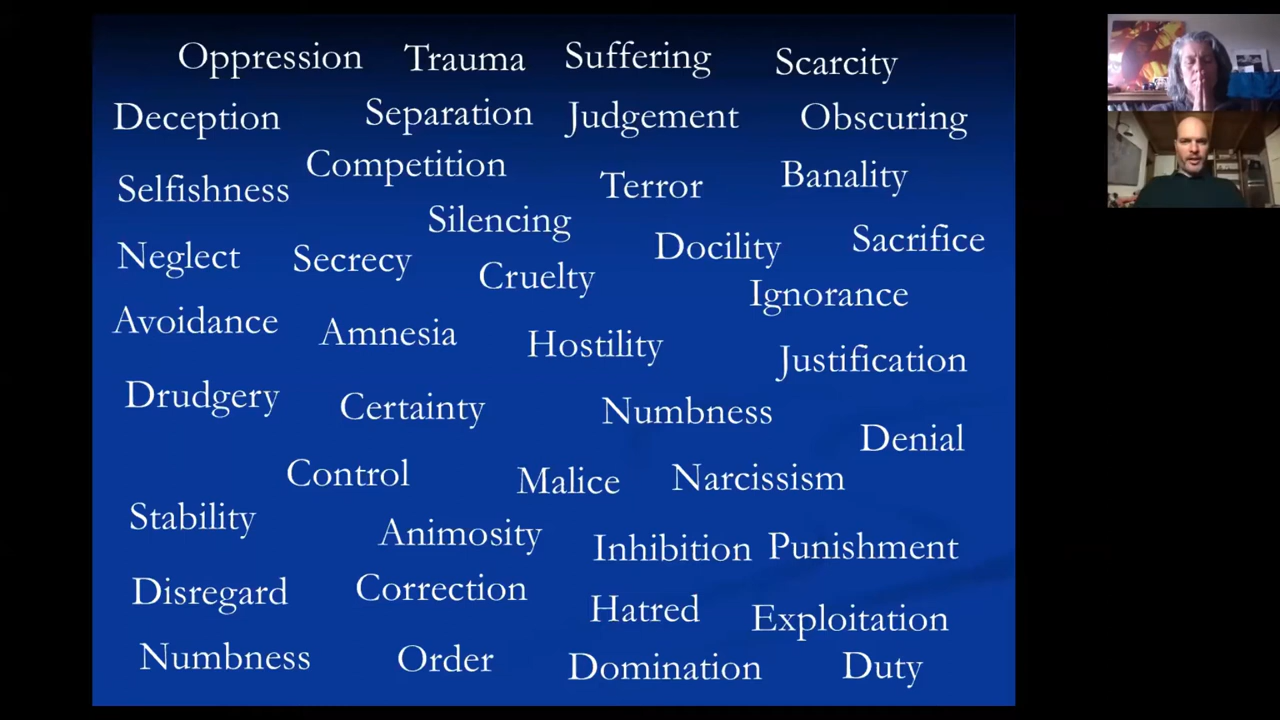 Oppression Trauma Suffering Scarcity
Deception Separation Judgement Obscuring
Selfishness Competition Terror Banality
Silencing Docility Sacrifice
Neglect Secrecy Cruelty Ignorance
Avoidance Amnesia Hostility Justification
Drudgery Certainty Numbness Denial
Control Malice Narcissism
Stability Animosity Inhibition Punishment
Disregard Correction Hatred Exploitation
Numbness Order Domination Duty